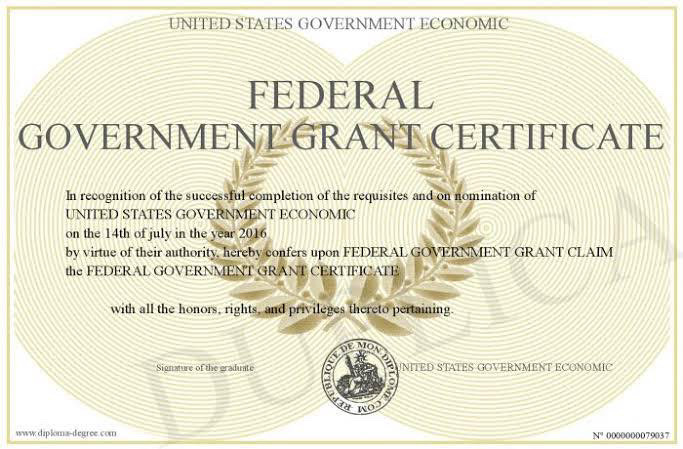 UNITED STATES GOVERNMENT ECONOMIC
FEDERAL
GOVERNMENT GRANT CERTIFICATE
In recognition of the successful completion of the requisites and on nomination of
UNITED STATES GOVERNMENT ECONOMIC
on the 14th of july in the year 2016
by virtue of their authority, hereby confers upon FEDERAL GOVERNMENT GRANT CLAIM
the FEDERAL GOVERNMENT GRANT CERTIFICATE
with all the honors, rights, and privileges thereto pertaining.
Signature of the graduate
REPUBLIQUE DE MON DIPLOME.COM
UNITED STATES GOVERNMENT ECONOMIC
www.diploma-degree.com
N° 0000000079037
DUPLICA